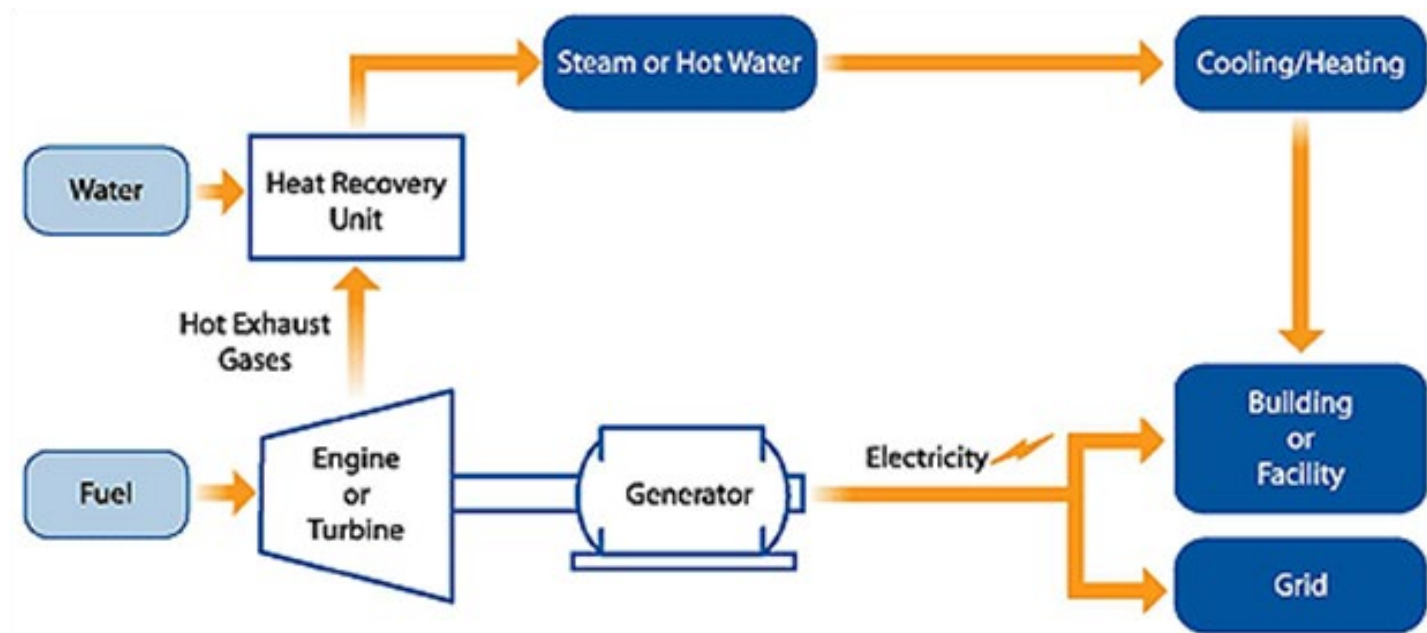 Steam or Hot Water
Cooling/Heating
Water
Heat Recovery
Unit
Hot Exhaust
Gases
Fuel
Engine
or
Turbine
Generator
Electricity
Building
or
Facility
Grid